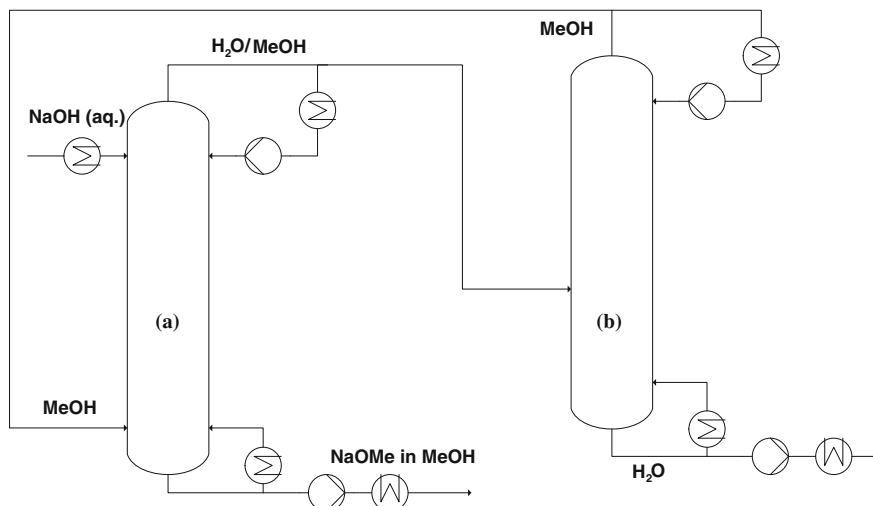 MeOH
H₂O/MeOH
NaOH (aq.)
(a)
(b)
MeOH
NaOMe in MeOH
H₂O